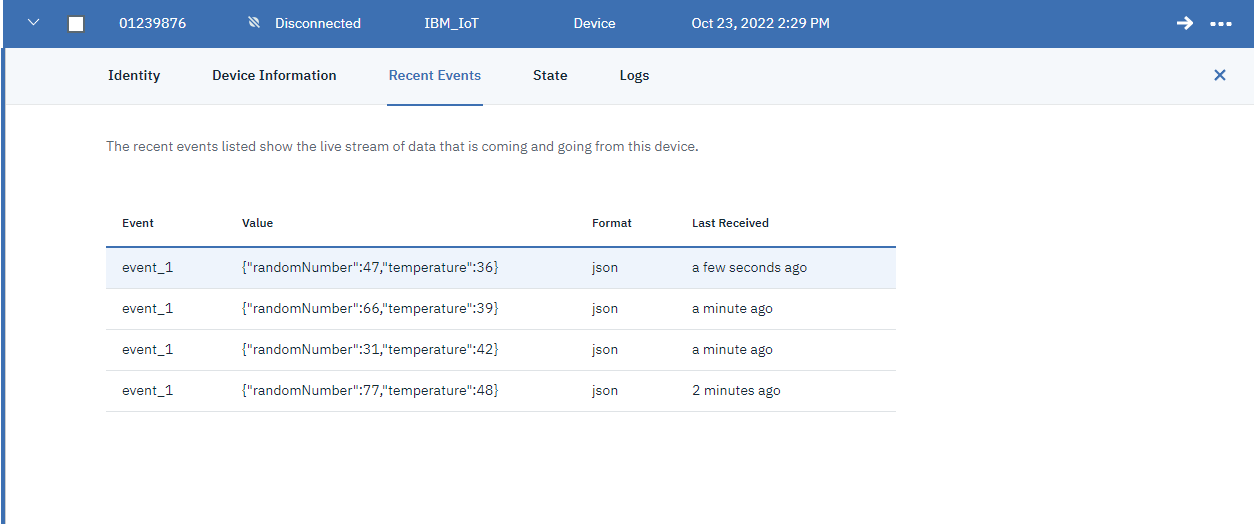 01239876 Disconnected IBM_IoT Device Oct 23, 2022 2:29 PM
Identity Device Information Recent Events State Logs
The recent events listed show the live stream of data that is coming and going from this device.
Event Value Format Last Received
event_1 {"randomNumber":47,"temperature":36} json a few seconds ago
event_1 {"randomNumber":66,"temperature":39} json a minute ago
event_1 {"randomNumber":31,"temperature":42} json a minute ago
event_1 {"randomNumber":77,"temperature":48} json 2 minutes ago